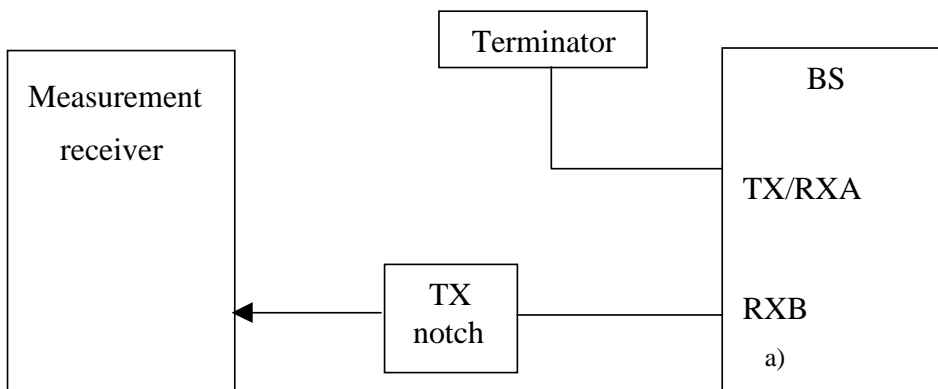 Terminator
Measurement
receiver
BS
TX/RXA
TX
notch
RXB
a)